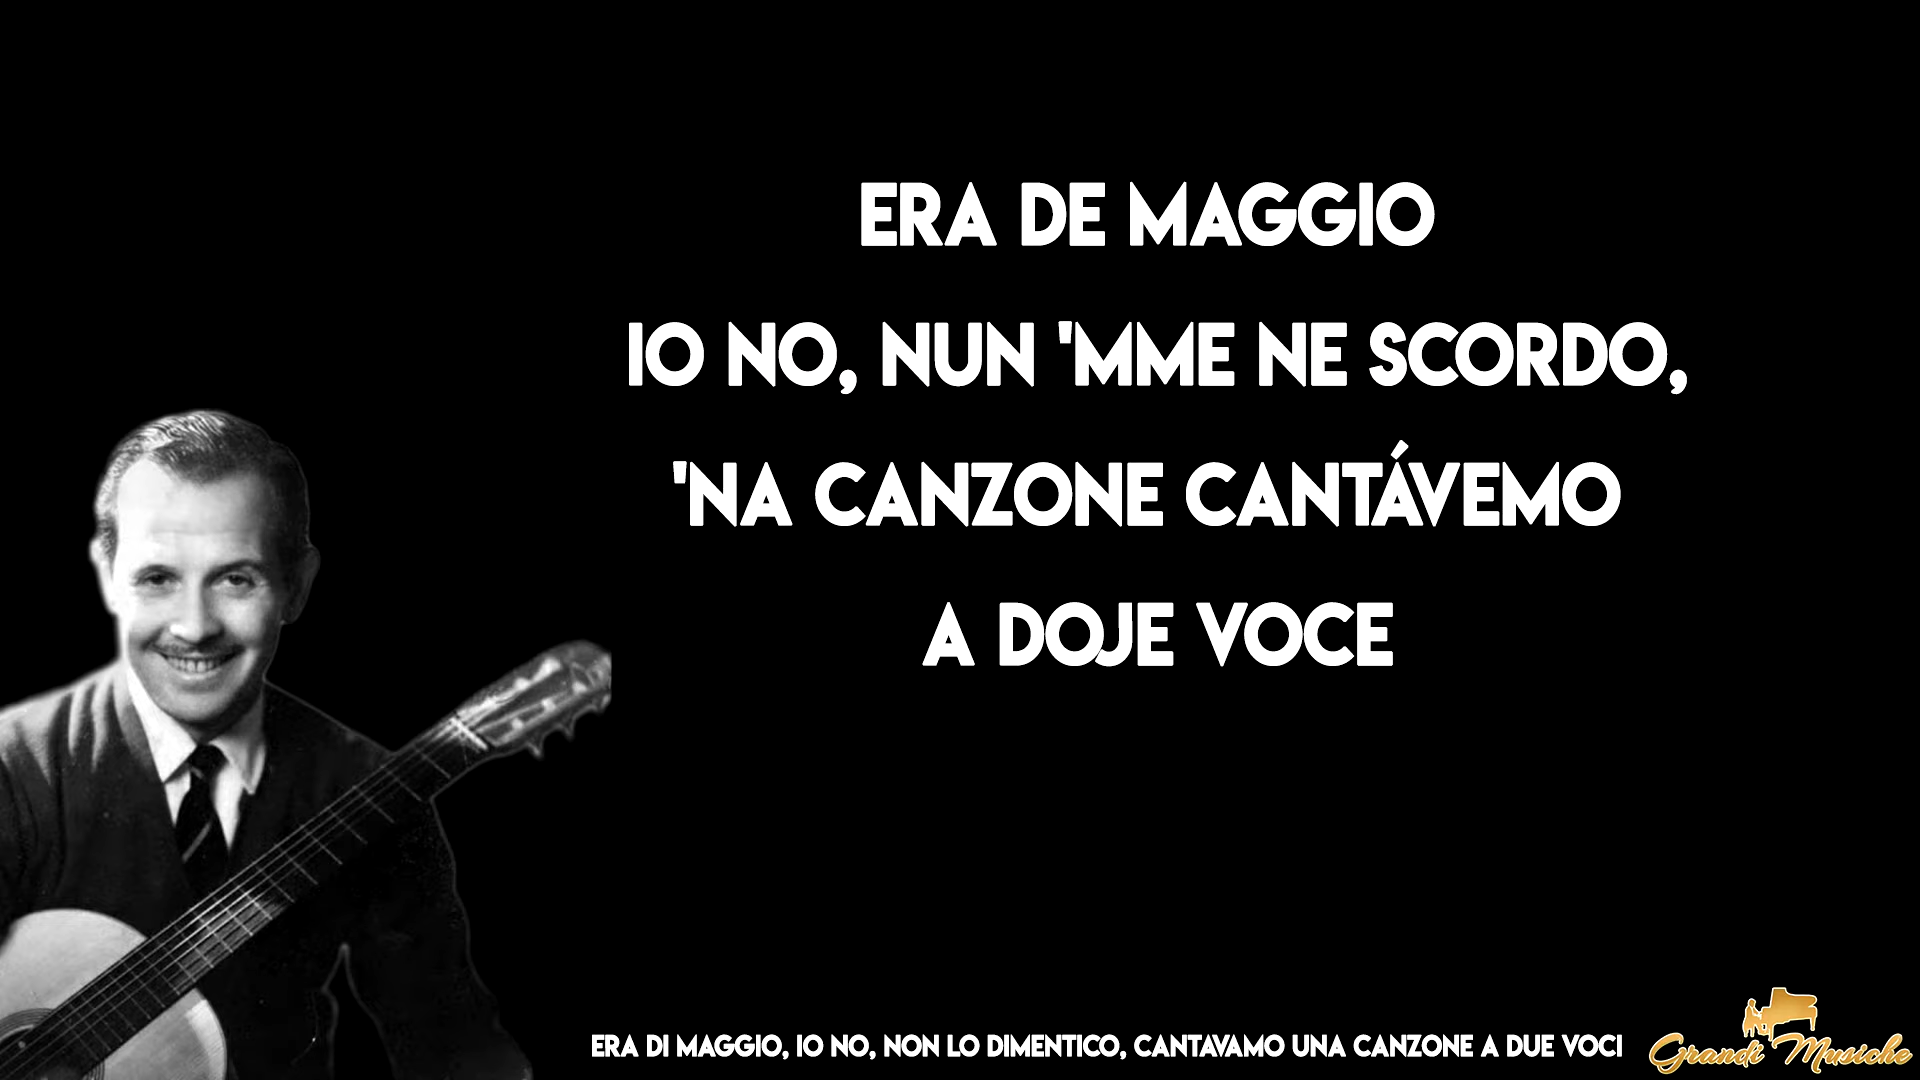 ERA DE MAGGIO
IO NO, NUN 'MME NE SCORDO,
'NA CANZONE CANTÁVEMO
A DOJE VOCE
ERA DI MAGGIO, IO NO, NON LO DIMENTICO, CANTAVAMO UNA CANZONE A DUE VOCI
Grandi Musiche